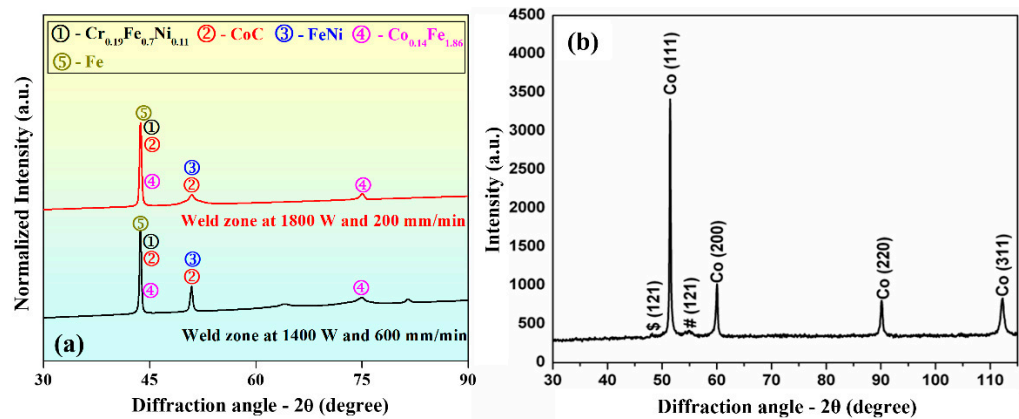 ① - Cr0.19Fe0.7Ni0.11 ② - CoC ③ - FeNi ④ - Co0.14Fe1.86
⑤ - Fe
⑤
①
②
④
③
②
④
Weld zone at 1800 W and 200 mm/min
⑤
①
②
④
③
②
④
Weld zone at 1400 W and 600 mm/min
(a)
Normalized Intensity (a.u.)
30 45 60 75 90
Diffraction angle - 2θ (degree)
(b)
Intensity (a.u.)
4500
4000
3500
3000
2500
2000
1500
1000
500
0
Co (111)
$ (121)
# (121)
Co (200)
Co (220)
Co (311)
30 40 50 60 70 80 90 100 110
Diffraction angle - 2θ (degree)